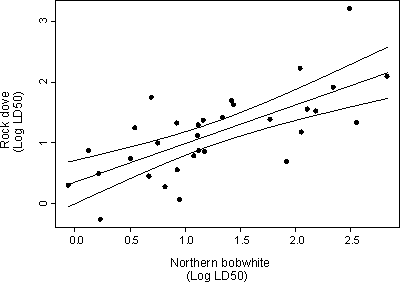 Rock dove
(Log LD50)
3
2
1
0
0.0 0.5 1.0 1.5 2.0 2.5
Northern bobwhite
(Log LD50)